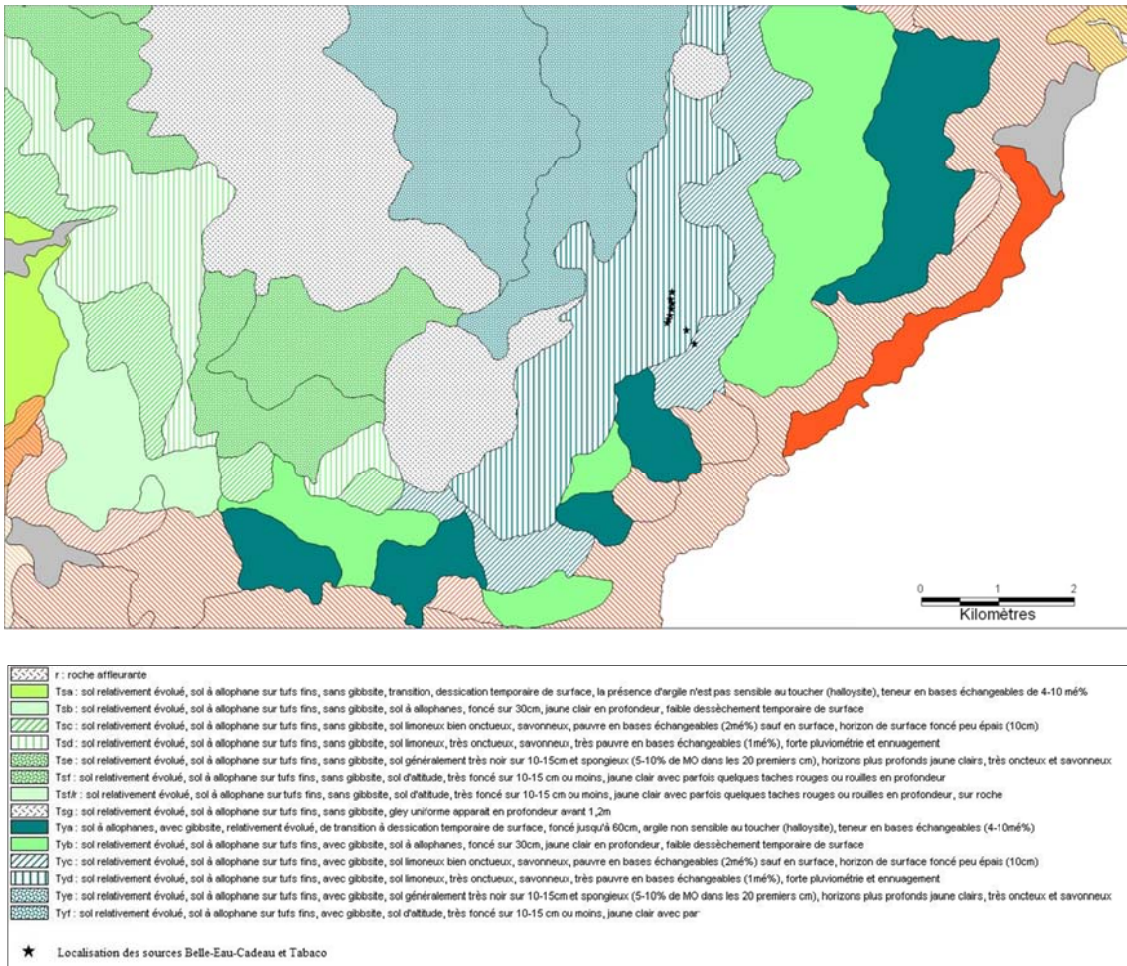 0 1 2
Kilomètres
r : roche affleurante
Tsa : sol relativement évolué, sol à allophane sur tufs fins, sans gibbsite, transition, dessication temporaire de surface, la présence d'argile n'est pas sensible au toucher (halloysite), teneur en bases échangeables de 4-10 mé%
Tsb : sol relativement évolué, sol à allophane sur tufs fins, sans gibbsite, sol à allophanes, foncé sur 30cm, jaune clair en profondeur, faible dessèchement temporaire de surface
Tsc : sol relativement évolué, sol à allophane sur tufs fins, sans gibbsite, sol limoneux bien onctueux, savonneux, pauvre en bases échangeables (2mé%) sauf en surface, horizon de surface foncé peu épais (10cm)
Tsd : sol relativement évolué, sol à allophane sur tufs fins, sans gibbsite, sol limoneux, très onctueux, savonneux, très pauvre en bases échangeables (1mé%), forte pluviométrie et ennuagement
Tse : sol relativement évolué, sol à allophane sur tufs fins, sans gibbsite, sol généralement très noir sur 10-15cm et spongieux (5-10% de MO dans les 20 premiers cm), horizons plus profonds jaune clairs, très onctueux et savonneux
Tsf : sol relativement évolué, sol à allophane sur tufs fins, sans gibbsite, sol d'altitude, très foncé sur 10-15 cm ou moins, jaune clair avec parfois quelques taches rouges ou rouilles en profondeur
Tsf/r : sol relativement évolué, sol à allophane sur tufs fins, sans gibbsite, sol d'altitude, très foncé sur 10-15 cm ou moins, jaune clair avec parfois quelques taches rouges ou rouilles en profondeur, sur roche
Tsg : sol relativement évolué, sol à allophane sur tufs fins, sans gibbsite, gley uniforme apparait en profondeur avant 1,2m
Tya : sol à allophanes, avec gibbsite, relativement évolué, de transition à dessication temporaire de surface, foncé jusqu'à 60cm, argile non sensible au toucher (halloysite), teneur en bases échangeables (4-10mé%)
Tyb : sol relativement évolué, sol à allophane sur tufs fins, avec gibbsite, sol à allophanes, foncé sur 30cm, jaune clair en profondeur, faible dessèchement temporaire de surface
Tyc : sol relativement évolué, sol à allophane sur tufs fins, avec gibbsite, sol limoneux bien onctueux, savonneux, pauvre en bases échangeables (2mé%) sauf en surface, horizon de surface foncé peu épais (10cm)
Tyd : sol relativement évolué, sol à allophane sur tufs fins, avec gibbsite, sol limoneux, très onctueux, savonneux, très pauvre en bases échangeables (1mé%), forte pluviométrie et ennuagement
Tye : sol relativement évolué, sol à allophane sur tufs fins, avec gibbsite, sol généralement très noir sur 10-15cm et spongieux (5-10% de MO dans les 20 premiers cm), horizons plus profonds jaune clairs, très oncteux et savonneux
Tyf : sol relativement évolué, sol à allophane sur tufs fins, avec gibbsite, sol d'altitude, très foncé sur 10-15 cm ou moins, jaune clair avec par
Localisation des sources Belle-Eau-Cadeau et Tabaco